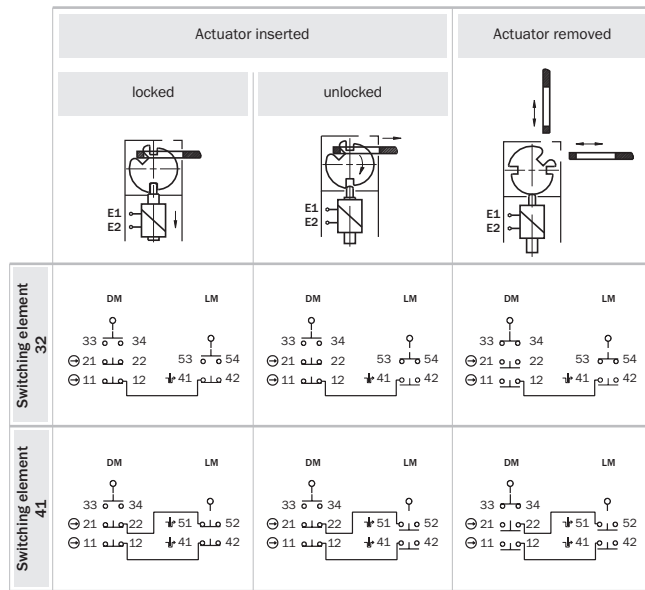 Actuator inserted
Actuator removed
locked
unlocked
E1
E2
E1
E2
E1
E2
Switching element
32
DM LM
33 34
53 54
21 22
11 12 41 42
DM LM
33 34
53 54
21 22
11 12 41 42
DM LM
33 34
53 54
21 22
11 12 41 42
Switching element
41
DM LM
33 34
21 22 51 52
11 12 41 42
DM LM
33 34
21 22 51 52
11 12 41 42
DM LM
33 34
21 22 51 52
11 12 41 42